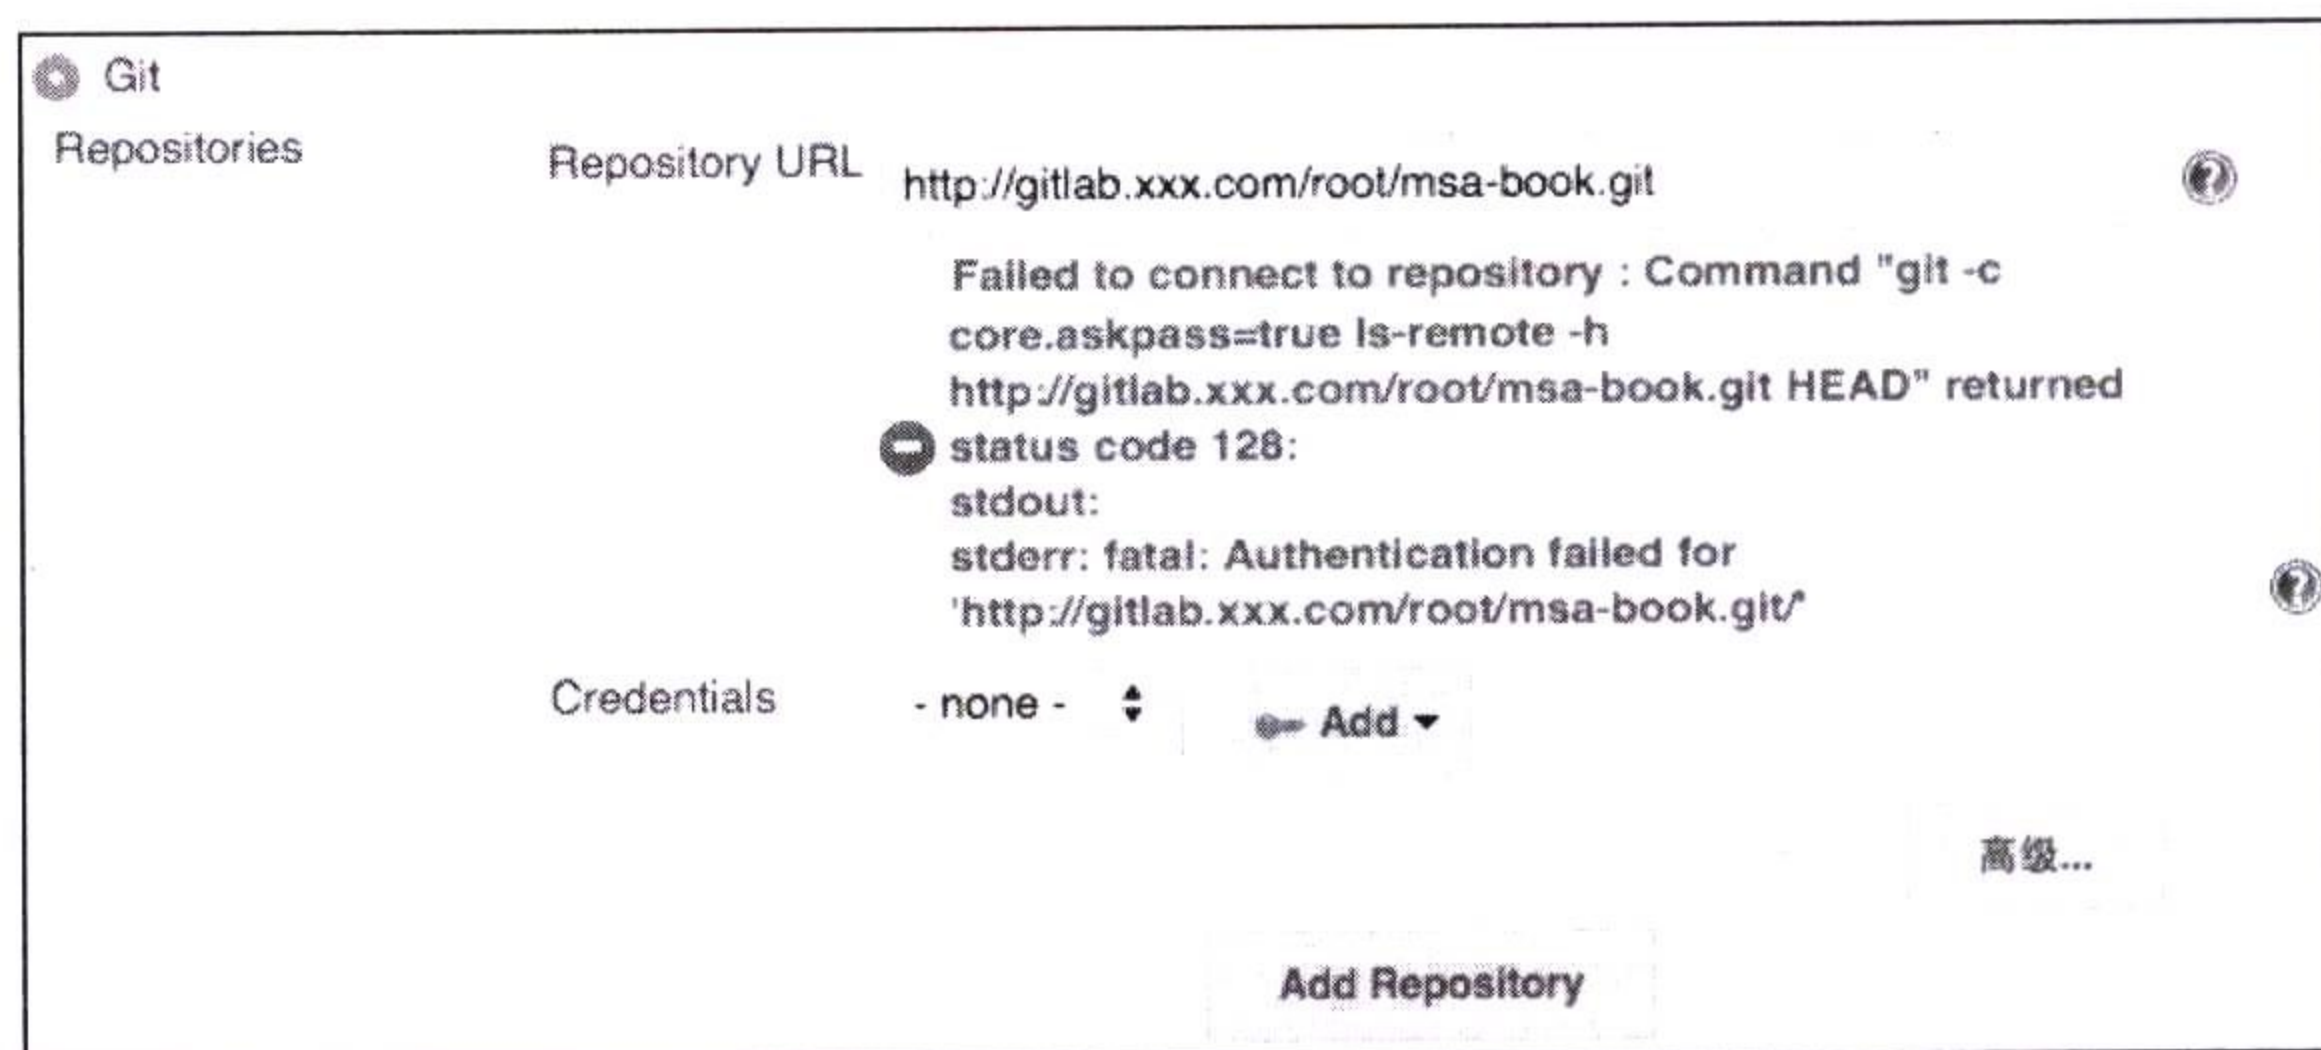 Git
Repositories
Repository URL
http://gitlab.xxx.com/root/msa-book.git
Failed to connect to repository : Command "git -c
core.askpass=true ls-remote -h
http://gitlab.xxx.com/root/msa-book.git HEAD" returned
status code 128:
stdout:
stderr: fatal: Authentication failed for
'http://gitlab.xxx.com/root/msa-book.git/'
Credentials
- none -
Add
高级...
Add Repository